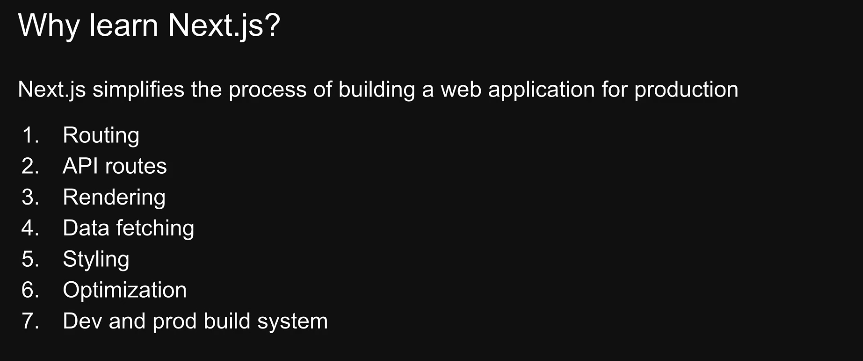 Why learn Next.js?
Next.js simplifies the process of building a web application for production
1. Routing
2. API routes
3. Rendering
4. Data fetching
5. Styling
6. Optimization
7. Dev and prod build system